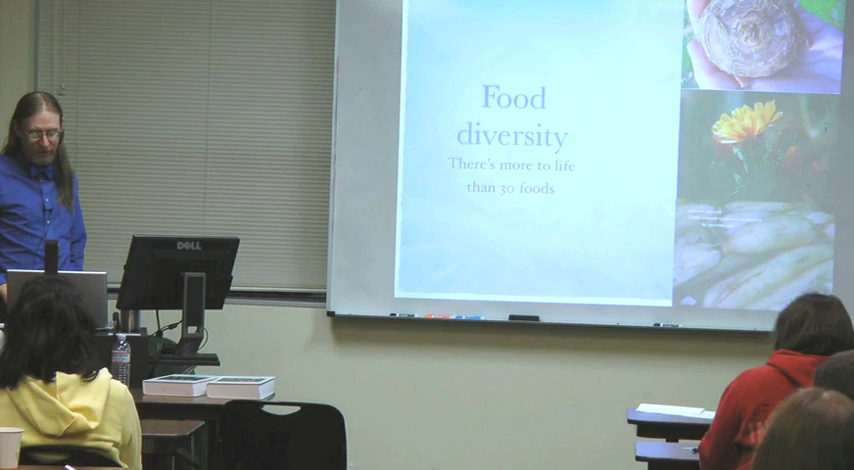 Food
diversity
There's more to life
than 30 foods
DELL